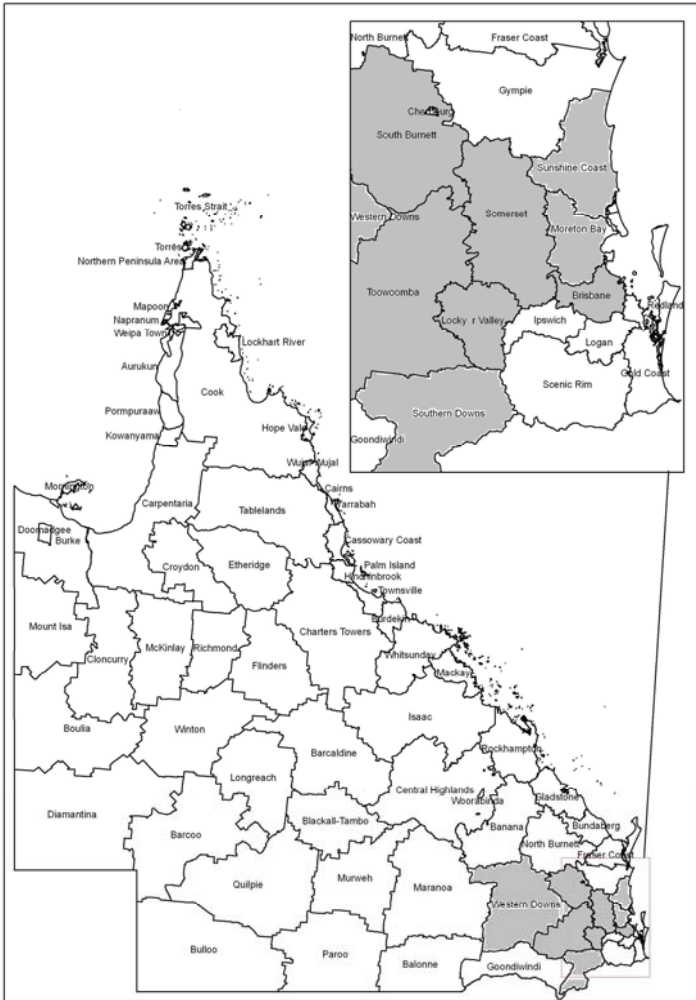 North Burnett
Fraser Coast
Gympie
Cherbourg
South Burnett
Sunshine Coast
Western Downs
Somerset
Moreton Bay
Toowoomba
Brisbane
Redland
Lockyer Valley
Ipswich
Logan
Gold Coast
Scenic Rim
Southern Downs
Goondiwindi
Torres Strait
Torres
Northern Peninsula Area
Mapoon
Napranum
Weipa Town
Lockhart River
Aurukun
Cook
Pormpuraaw
Hope Vale
Kowanyama
Wujal Wujal
Mornington
Cairns
Carpentaria
Yarrabah
Tablelands
Doomadgee
Burke
Cassowary Coast
Croydon
Etheridge
Palm Island
Hinchinbrook
Townsville
Burdekin
Mount Isa
Charters Towers
McKinlay
Richmond
Cloncurry
Flinders
Whitsunday
Mackay
Isaac
Boulia
Winton
Barcaldine
Rockhampton
Longreach
Central Highlands
Woorabinda
Gladstone
Diamantina
Blackall-Tambo
Banana
Bundaberg
Barcoo
North Burnett
Fraser Coast
Quilpie
Murweh
Maranoa
Western Downs
Bulloo
Paroo
Balonne
Goondiwindi